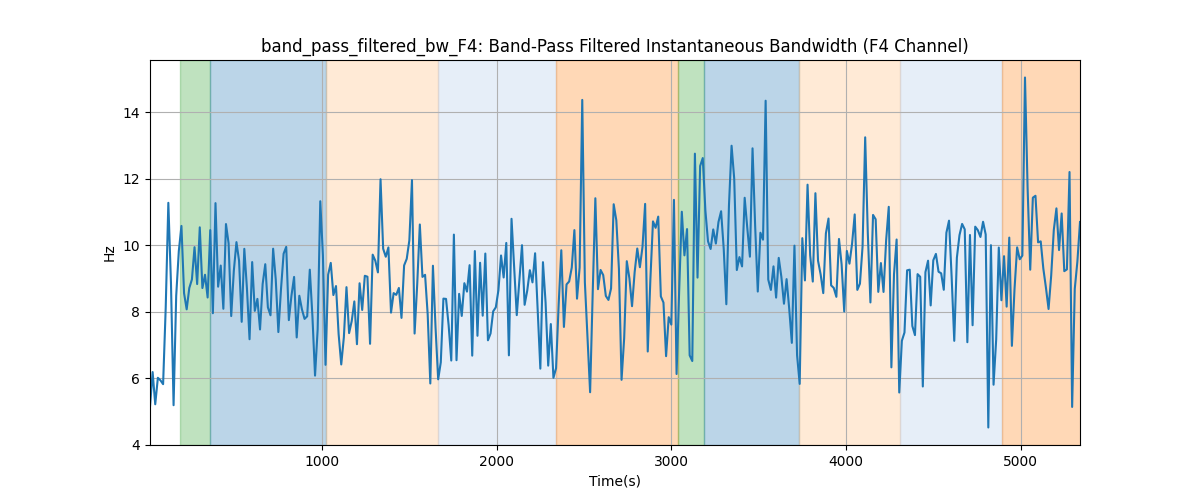 band_pass_filtered_bw_F4: Band-Pass Filtered Instantaneous Bandwidth (F4 Channel)
Hz
14
12
10
8
6
4
1000 2000 3000 4000 5000
Time(s)